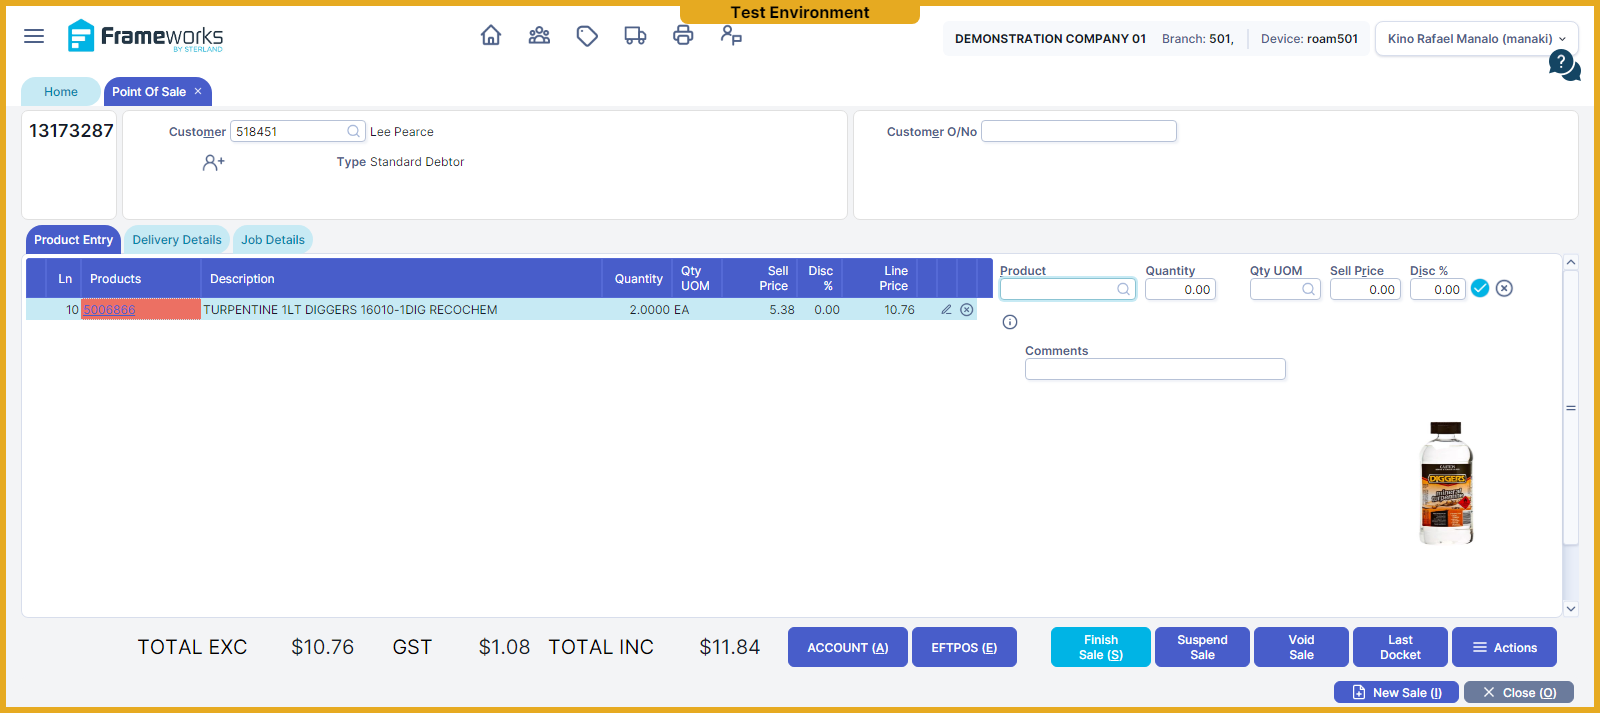 Test Environment
Frameworks
BY STERLAND
DEMONSTRATION COMPANY 01 Branch: 501, Device: roam501 Kino Rafael Manalo (manaki)
?
Home Point Of Sale ×
13173287
Customer 518451 Lee Pearce
Type Standard Debtor
Customer O/No
Product Entry Delivery Details Job Details
Ln Products Description Quantity Qty UOM Sell Price Disc % Line Price
10 5006866 TURPENTINE 1LT DIGGERS 16010-1DIG RECOCHEM 2.0000 EA 5.38 0.00 10.76
Product Quantity Qty UOM Sell Price Disc %
0.00 0.00 0.00
Comments
DIGGERS
mineral turpentine
TOTAL EXC $10.76 GST $1.08 TOTAL INC $11.84
ACCOUNT (A) EFTPOS (E) Finish Sale (S) Suspend Sale Void Sale Last Docket Actions
New Sale (I) Close (O)